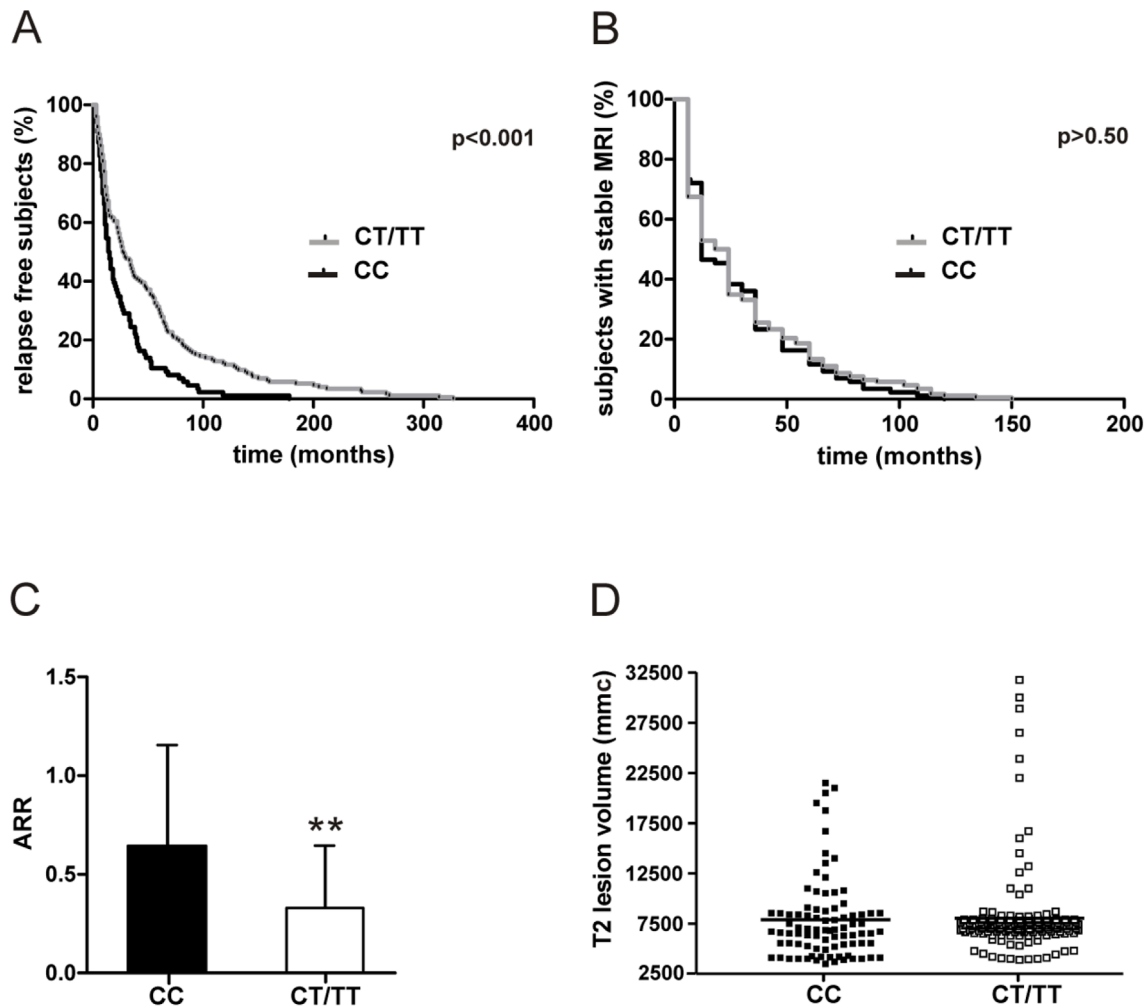 A
relapse free subjects (%)
100
80
60
40
20
0
p<0.001
CT/TT
CC
0 100 200 300 400
time (months)
B
subjects with stable MRI (%)
100
80
60
40
20
0
p>0.50
CT/TT
CC
0 50 100 150 200
time (months)
C
ARR
1.5
1.0
0.5
0.0
**
CC CT/TT
D
T2 lesion volume (mmc)
32500
27500
22500
17500
12500
7500
2500
CC CT/TT